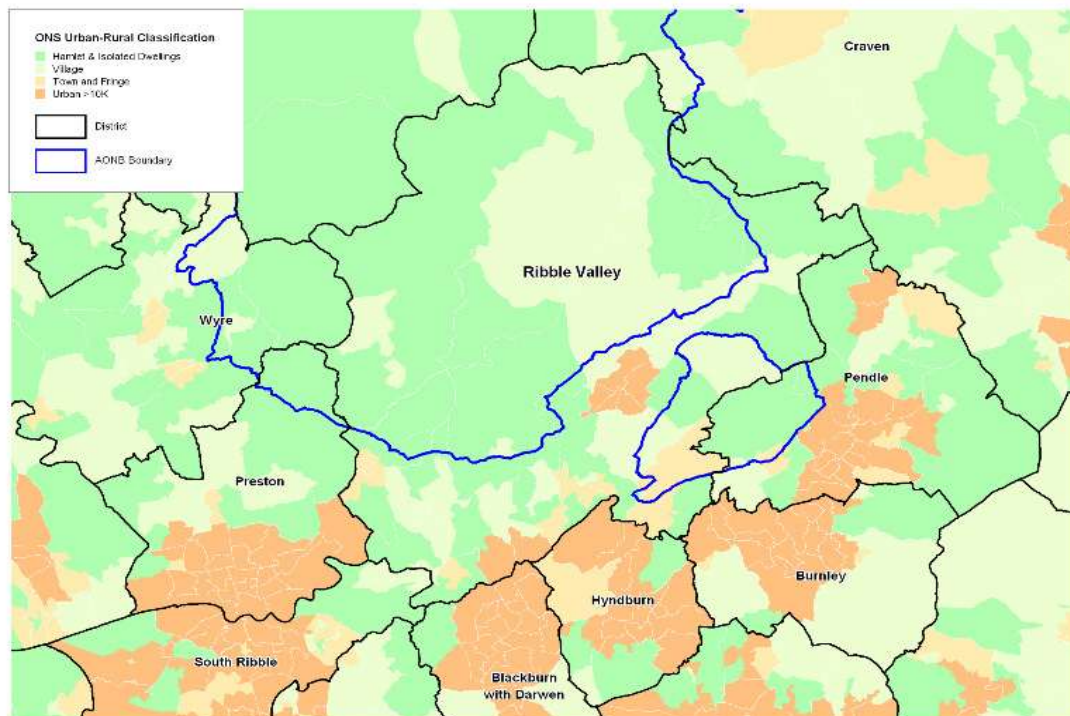 ONS Urban-Rural Classification
Hamlet & Isolated Dwellings
Village
Town and Fringe
Urban >10K
District
AONB Boundary
Craven
Ribble Valley
Wyre
Pendle
Preston
Burnley
Hyndburn
South Ribble
Blackburn
with Darwen